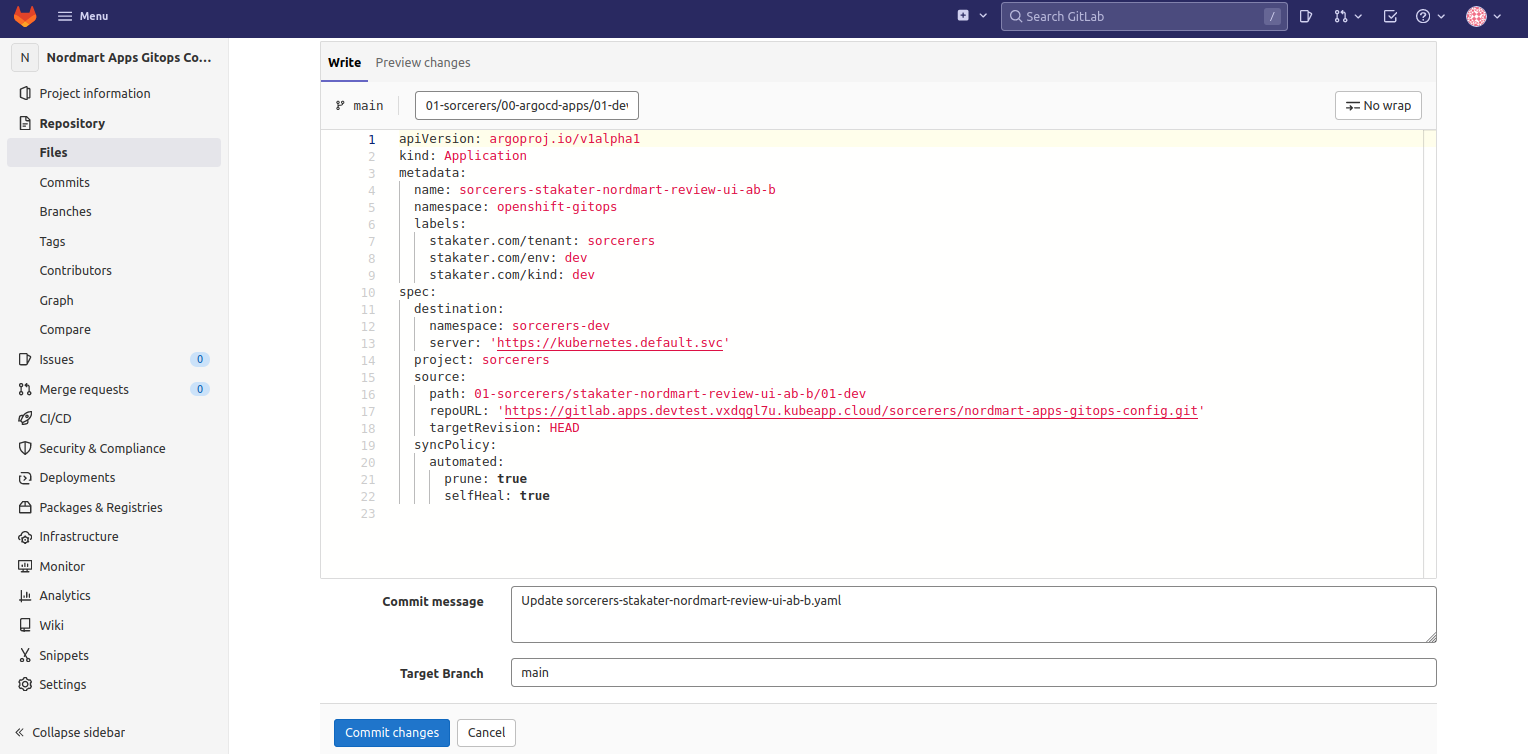 Menu
Search GitLab
/
N
Nordmart Apps Gitops Co...
Project information
Repository
Files
Commits
Branches
Tags
Contributors
Graph
Compare
Issues 0
Merge requests 0
CI/CD
Security & Compliance
Deployments
Packages & Registries
Infrastructure
Monitor
Analytics
Wiki
Snippets
Settings
Collapse sidebar
Write Preview changes
main
01-sorcerers/00-argocd-apps/01-dev
No wrap
1 apiVersion: argoproj.io/v1alpha1
2 kind: Application
3 metadata:
4 name: sorcerers-stakater-nordmart-review-ui-ab-b
5 namespace: openshift-gitops
6 labels:
7 stakater.com/tenant: sorcerers
8 stakater.com/env: dev
9 stakater.com/kind: dev
10 spec:
11 destination:
12 namespace: sorcerers-dev
13 server: 'https://kubernetes.default.svc'
14 project: sorcerers
15 source:
16 path: 01-sorcerers/stakater-nordmart-review-ui-ab-b/01-dev
17 repoURL: 'https://gitlab.apps.devtest.vxdqgl7u.kubeapp.cloud/sorcerers/nordmart-apps-gitops-config.git'
18 targetRevision: HEAD
19 syncPolicy:
20 automated:
21 prune: true
22 selfHeal: true
23
Commit message
Update sorcerers-stakater-nordmart-review-ui-ab-b.yaml
Target Branch
main
Commit changes
Cancel